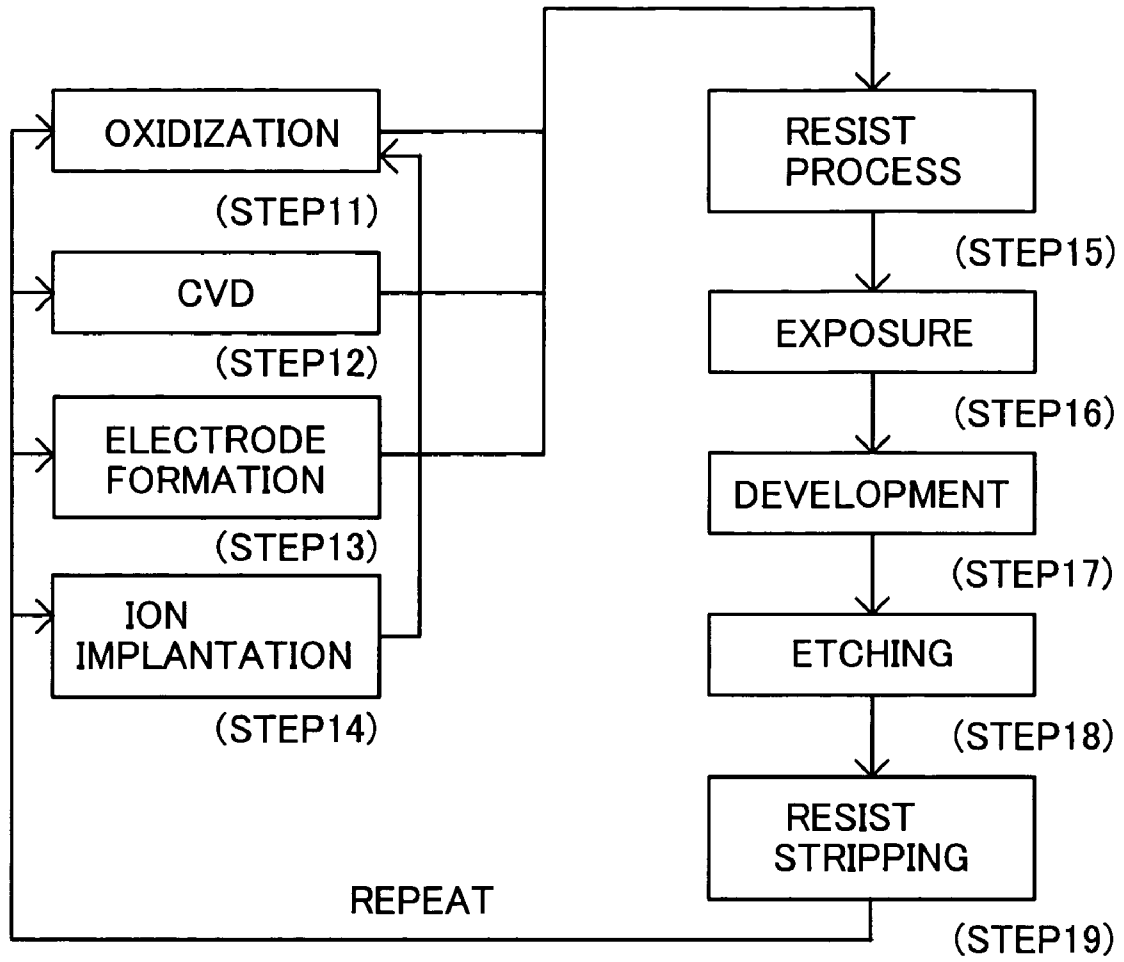 OXIDIZATION
(STEP11)
CVD
(STEP12)
ELECTRODE
FORMATION
(STEP13)
ION
IMPLANTATION
(STEP14)
RESIST
PROCESS
(STEP15)
EXPOSURE
(STEP16)
DEVELOPMENT
(STEP17)
ETCHING
(STEP18)
RESIST
STRIPPING
(STEP19)
REPEAT